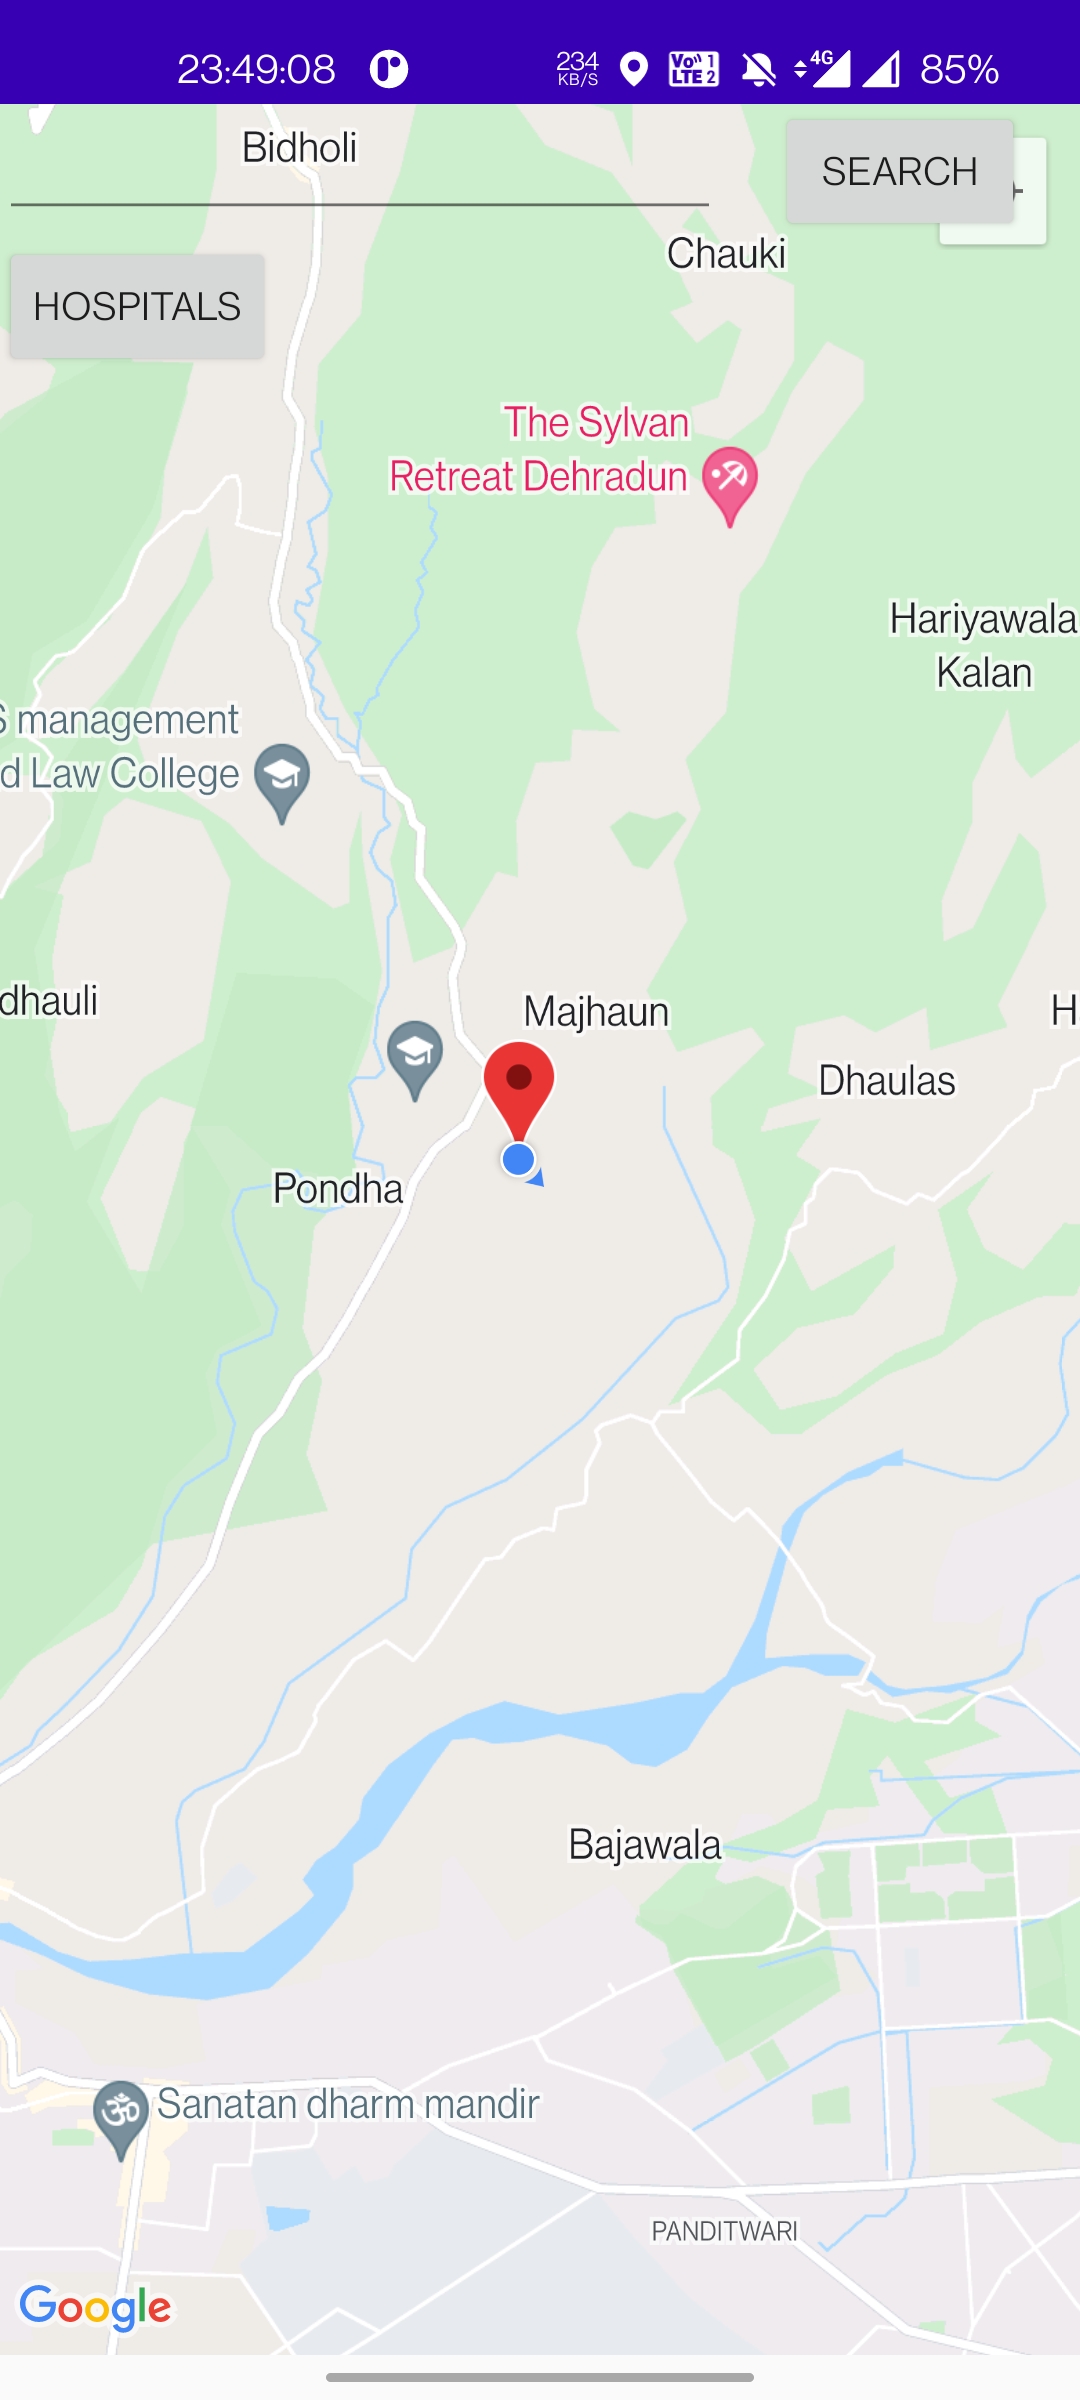 23:49:08
234
KB/S
Vo 1
LTE 2
4G
85%
Bidholi
SEARCH
Chauki
HOSPITALS
The Sylvan
Retreat Dehradun
Hariyawala
Kalan
S management
d Law College
dhauli
Majhaun
H
Dhaulas
Pondha
Bajawala
ॐ
Sanatan dharm mandir
PANDITWARI
Google